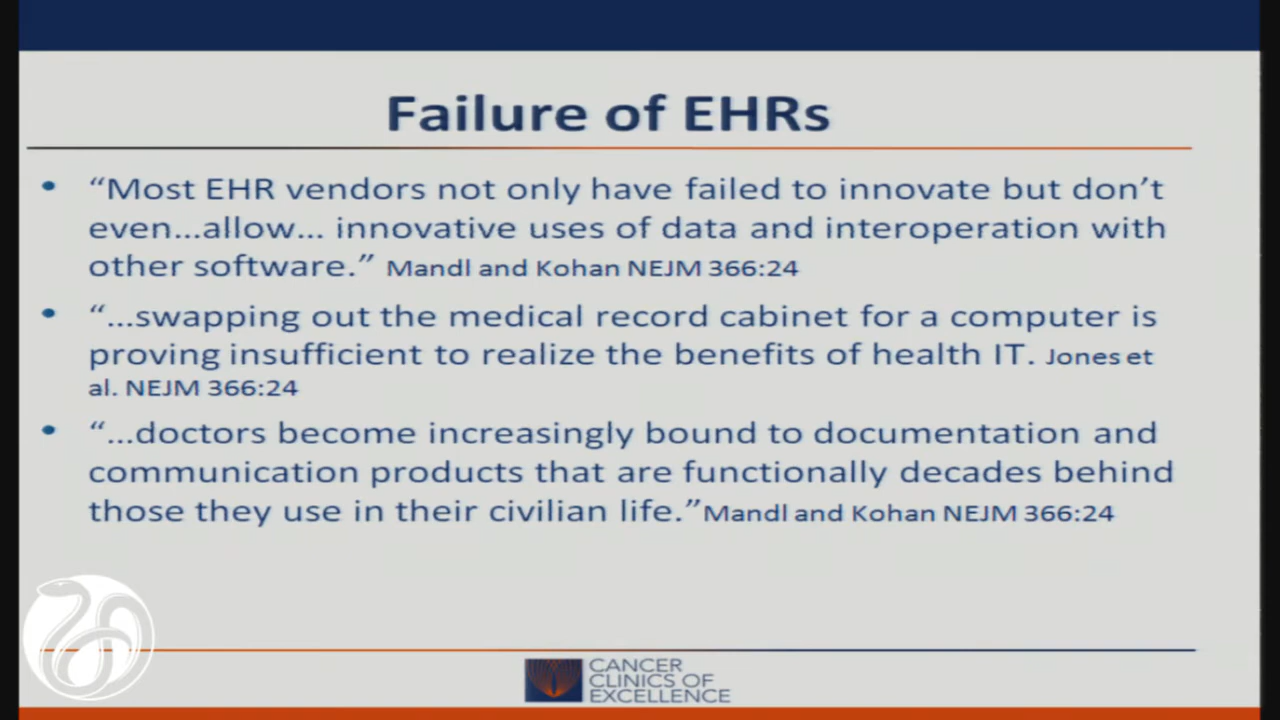 Failure of EHRs
• “Most EHR vendors not only have failed to innovate but don’t
even...allow... innovative uses of data and interoperation with
other software.” Mandl and Kohan NEJM 366:24
• “...swapping out the medical record cabinet for a computer is
proving insufficient to realize the benefits of health IT. Jones et
al. NEJM 366:24
• “...doctors become increasingly bound to documentation and
communication products that are functionally decades behind
those they use in their civilian life.”Mandl and Kohan NEJM 366:24
CANCER
CLINICS OF
EXCELLENCE